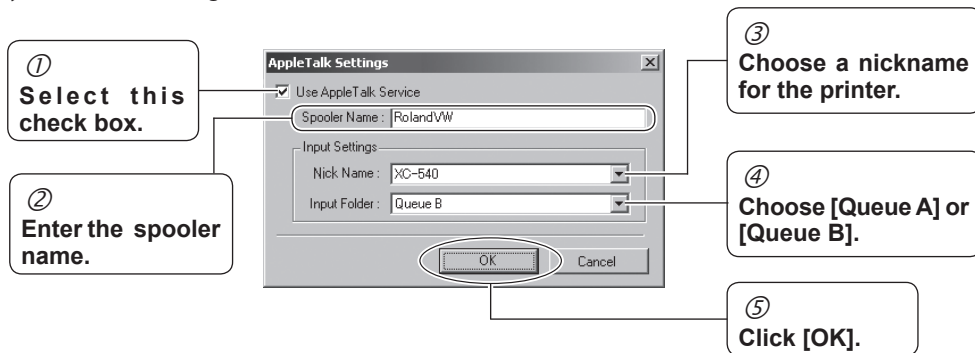 ①
Select this
check box.
②
Enter the spooler
name.
AppleTalk Settings
Use AppleTalk Service
Spooler Name : RolandVW
Input Settings
Nick Name : XC-540
Input Folder : Queue B
OK
Cancel
③
Choose a nickname
for the printer.
④
Choose [Queue A] or
[Queue B].
⑤
Click [OK].